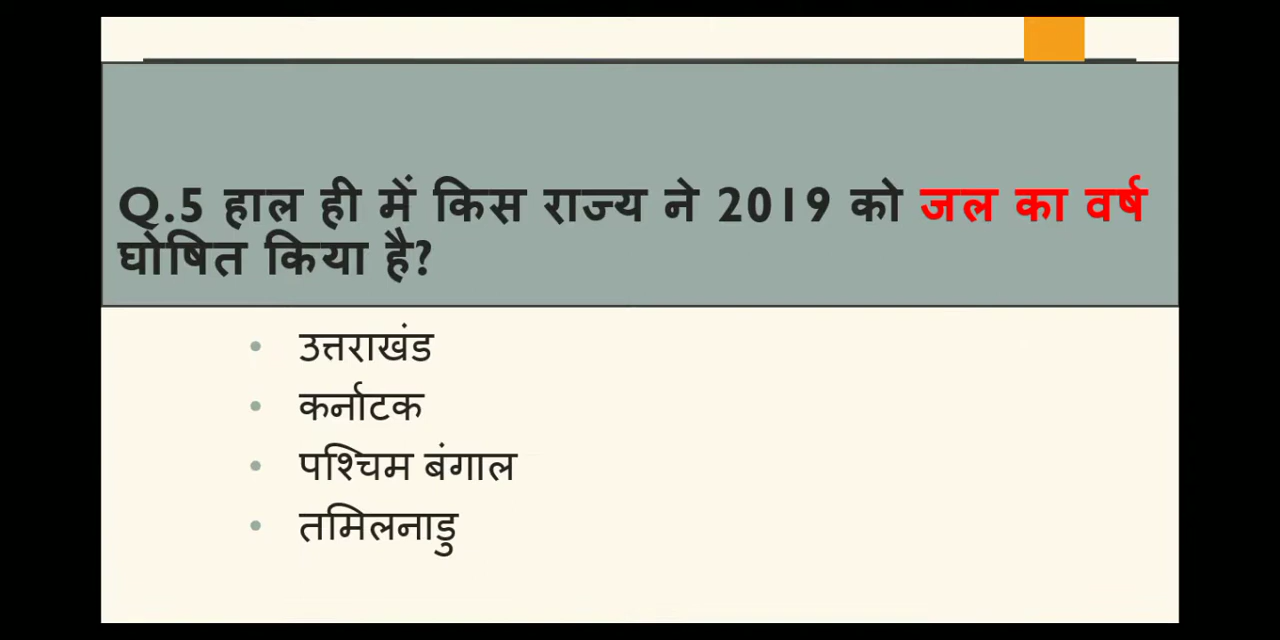 Q.5 हाल ही में किस राज्य ने 2019 को जल का वर्ष
घोषित किया है?
• उत्तराखंड
• कर्नाटक
• पश्चिम बंगाल
• तमिलनाडु